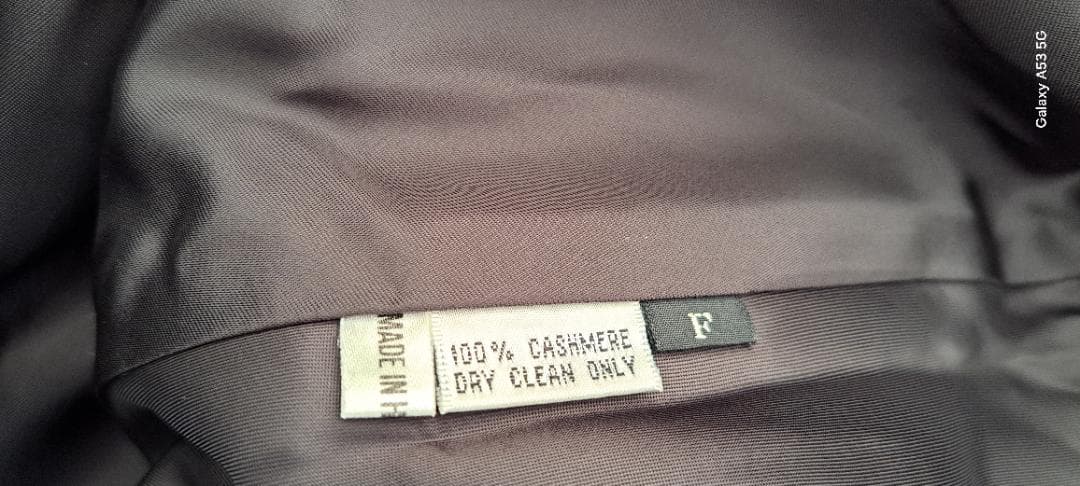 MADE IN H
100% CASHMERE
DRY CLEAN ONLY
F
Galaxy A53 5G